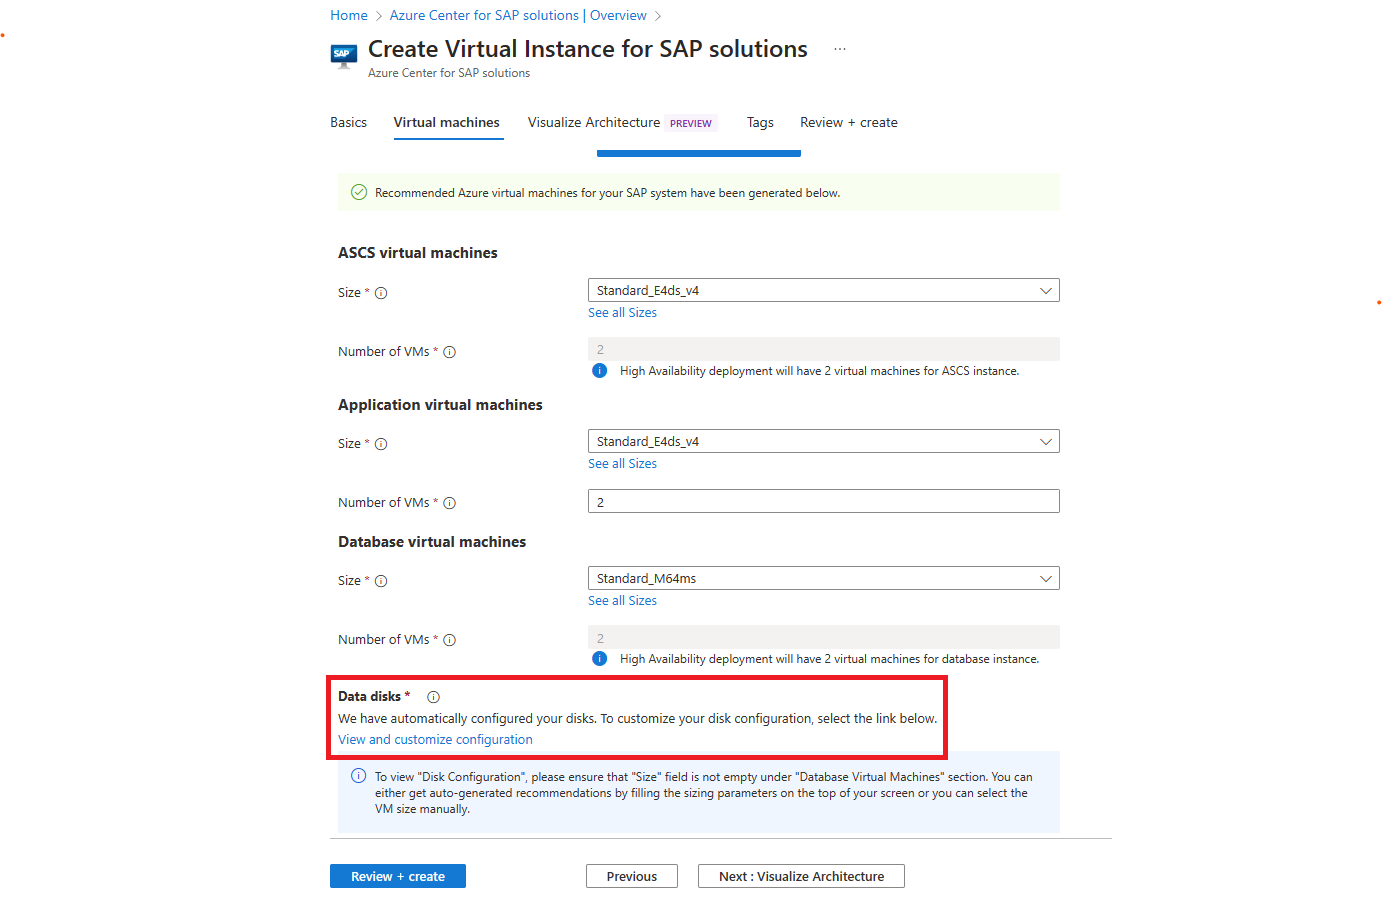 Home > Azure Center for SAP solutions | Overview >
SAP
Create Virtual Instance for SAP solutions ...
Azure Center for SAP solutions
Basics Virtual machines Visualize Architecture PREVIEW Tags Review + create
Recommended Azure virtual machines for your SAP system have been generated below.
ASCS virtual machines
Size * Standard_E4ds_v4
See all Sizes
Number of VMs * 2
High Availability deployment will have 2 virtual machines for ASCS instance.
Application virtual machines
Size * Standard_E4ds_v4
See all Sizes
Number of VMs * 2
Database virtual machines
Size * Standard_M64ms
See all Sizes
Number of VMs * 2
High Availability deployment will have 2 virtual machines for database instance.
Data disks *
We have automatically configured your disks. To customize your disk configuration, select the link below.
View and customize configuration
To view "Disk Configuration", please ensure that "Size" field is not empty under "Database Virtual Machines" section. You can
either get auto-generated recommendations by filling the sizing parameters on the top of your screen or you can select the
VM size manually.
Review + create Previous Next : Visualize Architecture